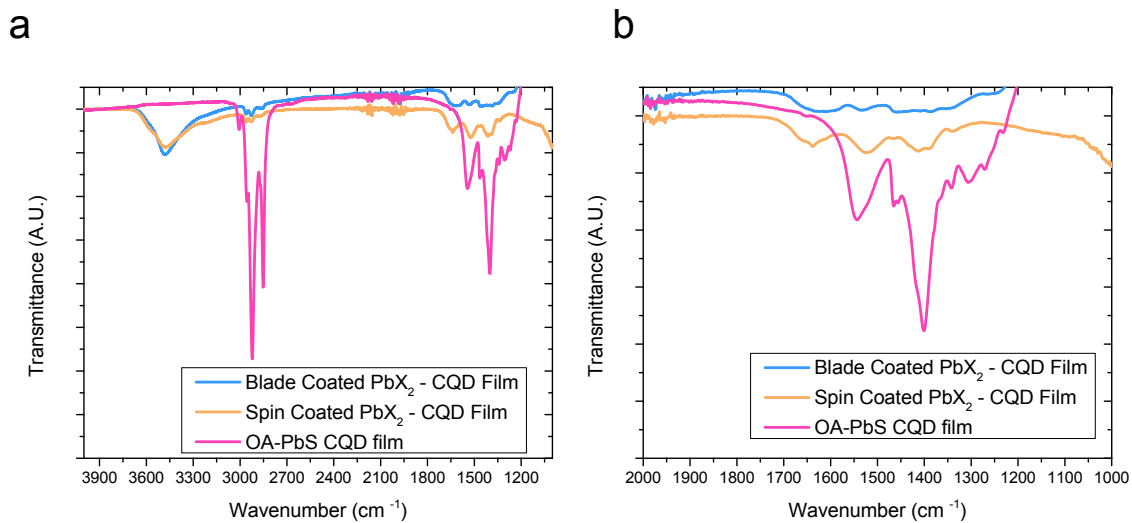 a
b
Transmittance (A.U.)
Blade Coated PbX₂ - CQD Film
Spin Coated PbX₂ - CQD Film
OA-PbS CQD film
3900 3600 3300 3000 2700 2400 2100 1800 1500 1200
Wavenumber (cm ⁻¹)
Transmittance (A.U.)
Blade Coated PbX₂ - CQD Film
Spin Coated PbX₂ - CQD Film
OA-PbS CQD film
2000 1900 1800 1700 1600 1500 1400 1300 1200 1100 1000
Wavenumber (cm ⁻¹)